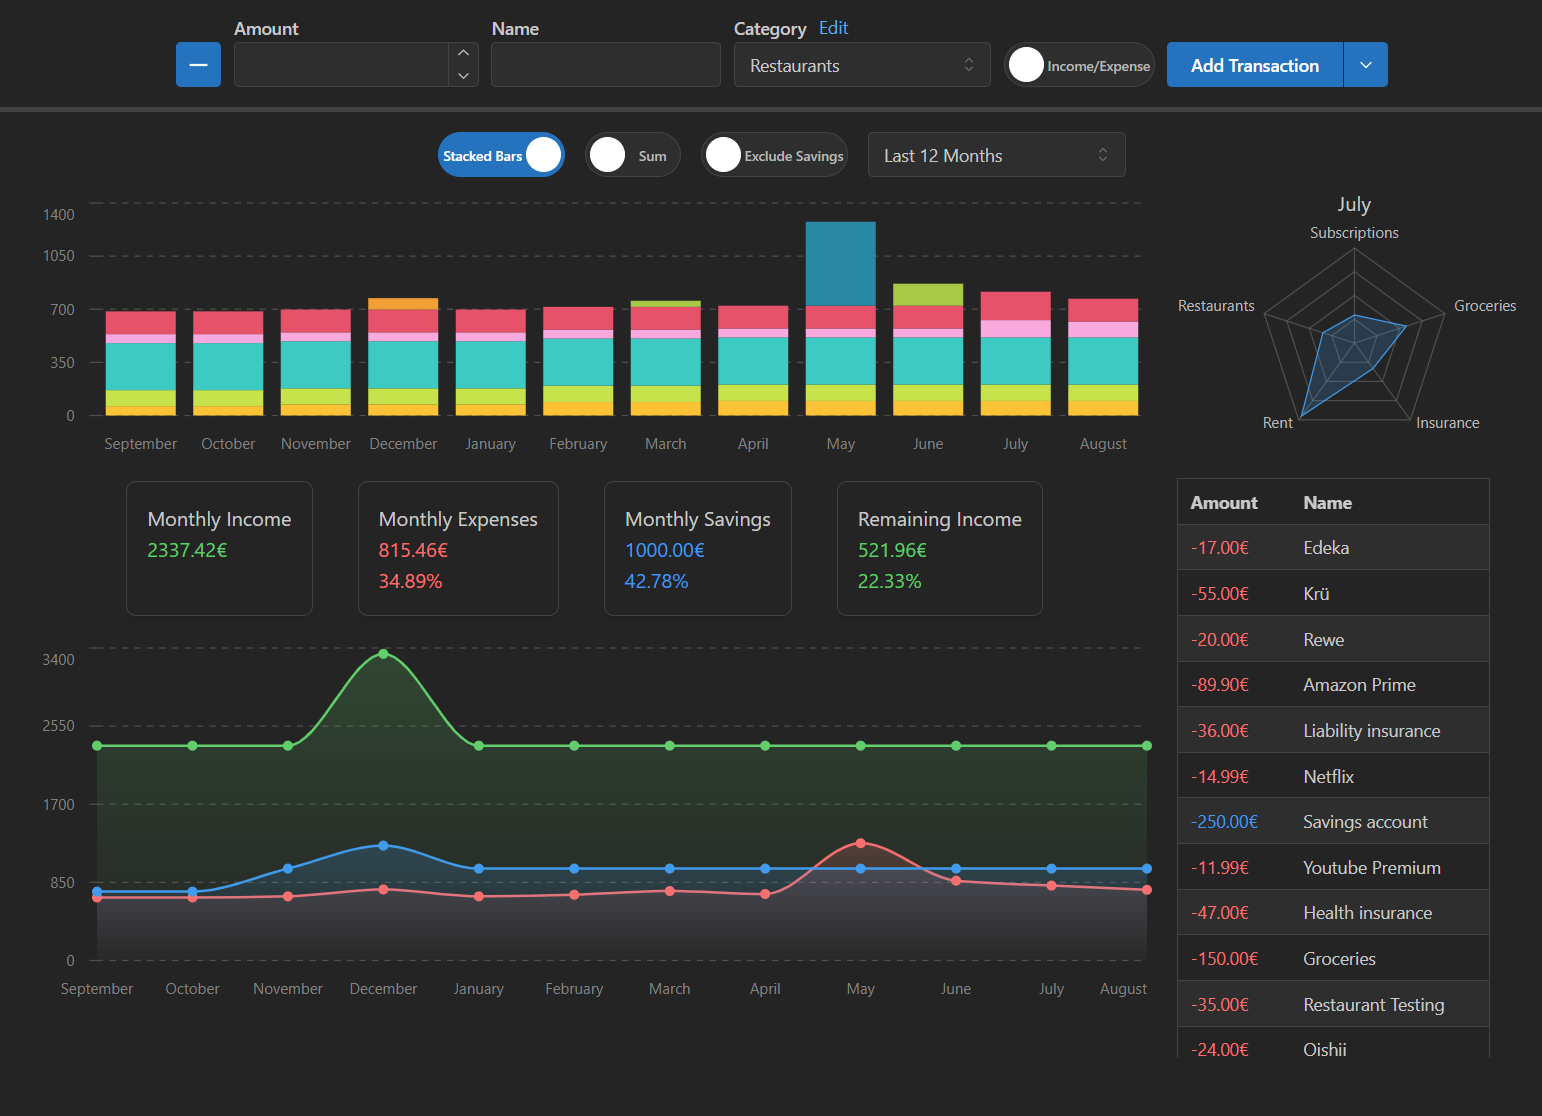 Amount
Name
Category Edit
Restaurants
Income/Expense
Add Transaction
Stacked Bars
Sum
Exclude Savings
Last 12 Months
1400
1050
700
350
0
September October November December January February March April May June July August
July
Subscriptions
Restaurants
Groceries
Rent
Insurance
Monthly Income
2337.42€
Monthly Expenses
815.46€
34.89%
Monthly Savings
1000.00€
42.78%
Remaining Income
521.96€
22.33%
3400
2550
1700
850
0
September October November December January February March April May June July August
Amount Name
-17.00€ Edeka
-55.00€ Krü
-20.00€ Rewe
-89.90€ Amazon Prime
-36.00€ Liability insurance
-14.99€ Netflix
-250.00€ Savings account
-11.99€ Youtube Premium
-47.00€ Health insurance
-150.00€ Groceries
-35.00€ Restaurant Testing
-24.00€ Oishii